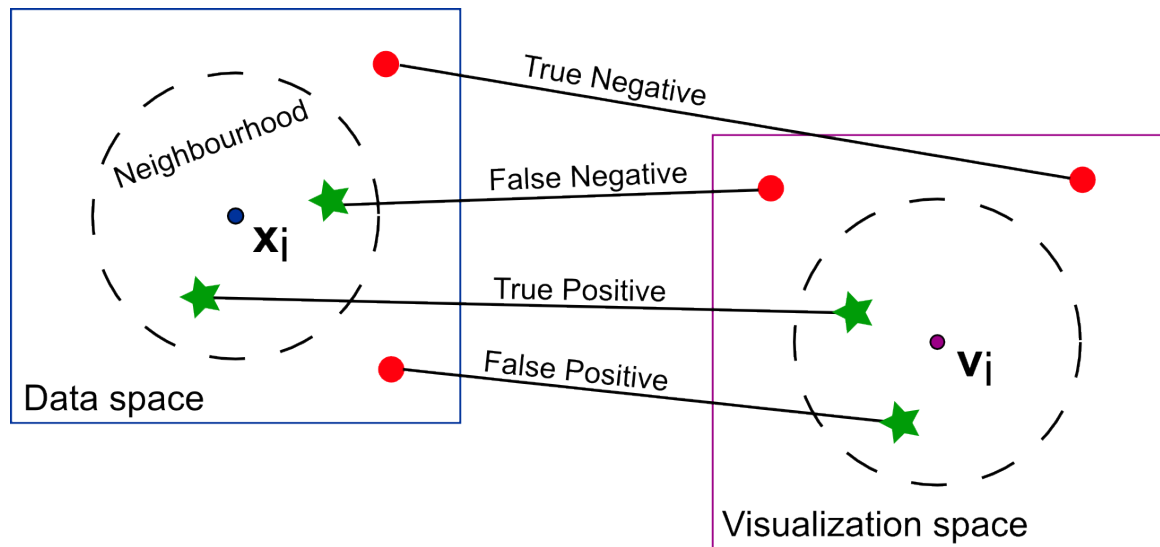 True Negative
Neighbourhood
False Negative
xi
True Positive
False Positive
vi
Data space
Visualization space